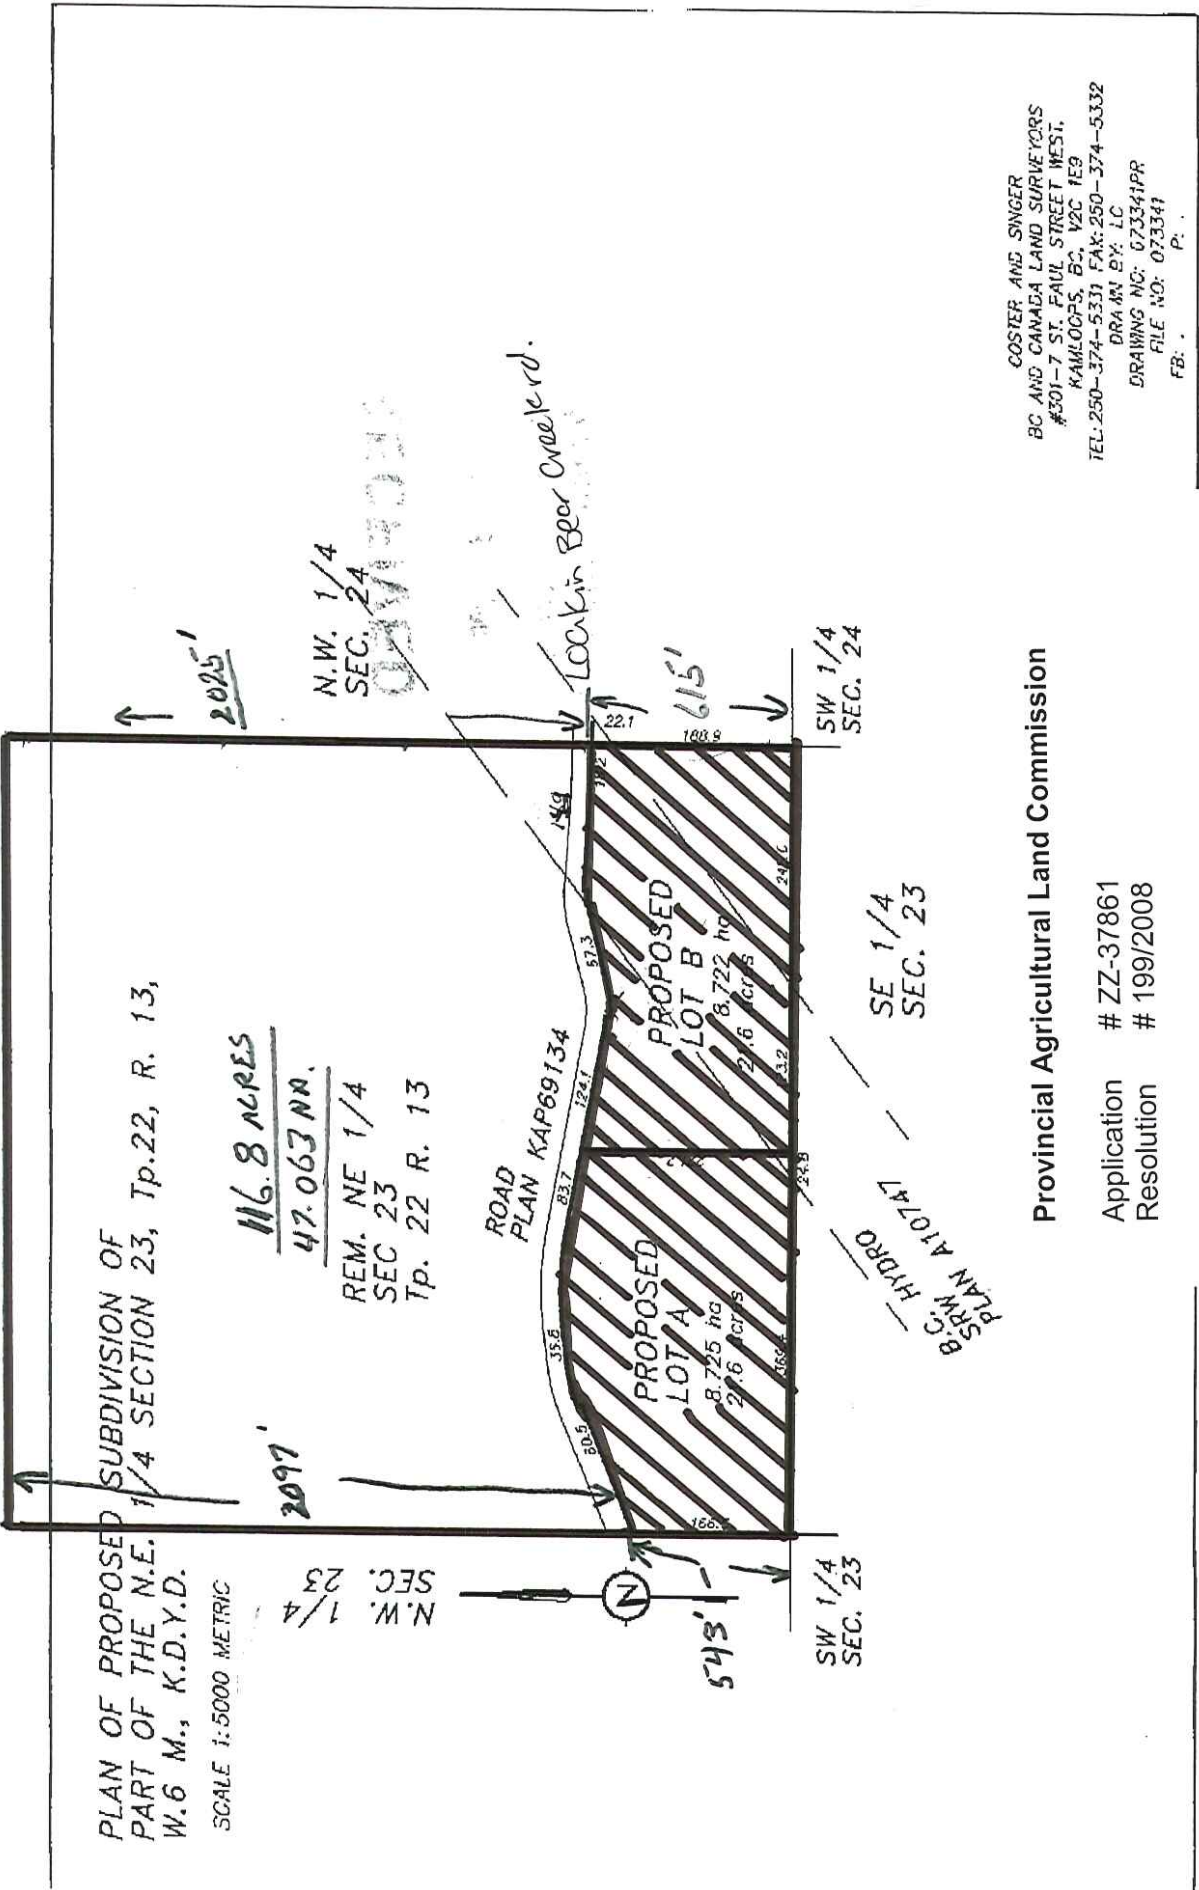 PLAN OF PROPOSED SUBDIVISION OF
PART OF THE N.E. 1/4 SECTION 23, Tp.22, R. 13,
W.6 M., K.D.Y.D.
SCALE 1:5000 METRIC
2097'
116.8 ACRES
47.063 HA.
REM. NE 1/4
SEC 23
Tp. 22 R. 13
2025'
N.W. 1/4
SEC. 24
N.W. 1/4
SEC. 23
N
543'
ROAD
PLAN KAP69134
60.5
35.6
83.7
124.1
57.3
22.1
Bear Creek rd.
615'
188.9
PROPOSED
LOT A
8.725 ha
21.6 acres
PROPOSED
LOT B
8.722 ha
21.6 acres
24.8
SW 1/4
SEC. 23
SE 1/4
SEC. 23
SW 1/4
SEC. 24
B.C. HYDRO
SRW
PLAN A10747
Provincial Agricultural Land Commission
Application # ZZ-37861
Resolution # 199/2008
COSTER AND SINGER
BC AND CANADA LAND SURVEYORS
#301-7 ST. PAUL STREET WEST,
KAMLOOPS, BC, V2C 1E9
TEL: 250-374-5331 FAX: 250-374-5332
DRAWN BY: LC
DRAWING NO: 073341PR
FILE NO: 073341
FB: . P: .